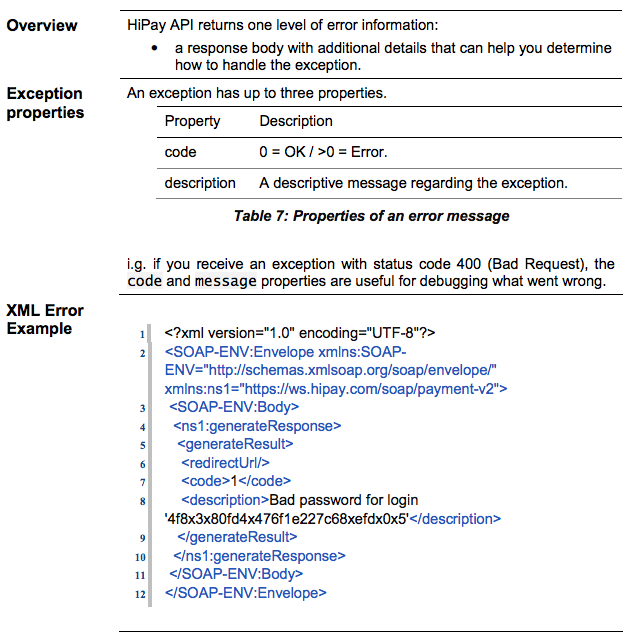 Overview
HiPay API returns one level of error information:
• a response body with additional details that can help you determine
how to handle the exception.
Exception
properties
An exception has up to three properties.
Property Description
code 0 = OK / >0 = Error.
description A descriptive message regarding the exception.
Table 7: Properties of an error message
i.g. if you receive an exception with status code 400 (Bad Request), the
code and message properties are useful for debugging what went wrong.
XML Error
Example
1 <?xml version="1.0" encoding="UTF-8"?>
2 <SOAP-ENV:Envelope xmlns:SOAP-
ENV="http://schemas.xmlsoap.org/soap/envelope/"
xmlns:ns1="https://ws.hipay.com/soap/payment-v2">
3 <SOAP-ENV:Body>
4 <ns1:generateResponse>
5 <generateResult>
6 <redirectUrl/>
7 <code>1</code>
8 <description>Bad password for login
'4f8x3x80fd4x476f1e227c68xefdx0x5'</description>
9 </generateResult>
10 </ns1:generateResponse>
11 </SOAP-ENV:Body>
12 </SOAP-ENV:Envelope>